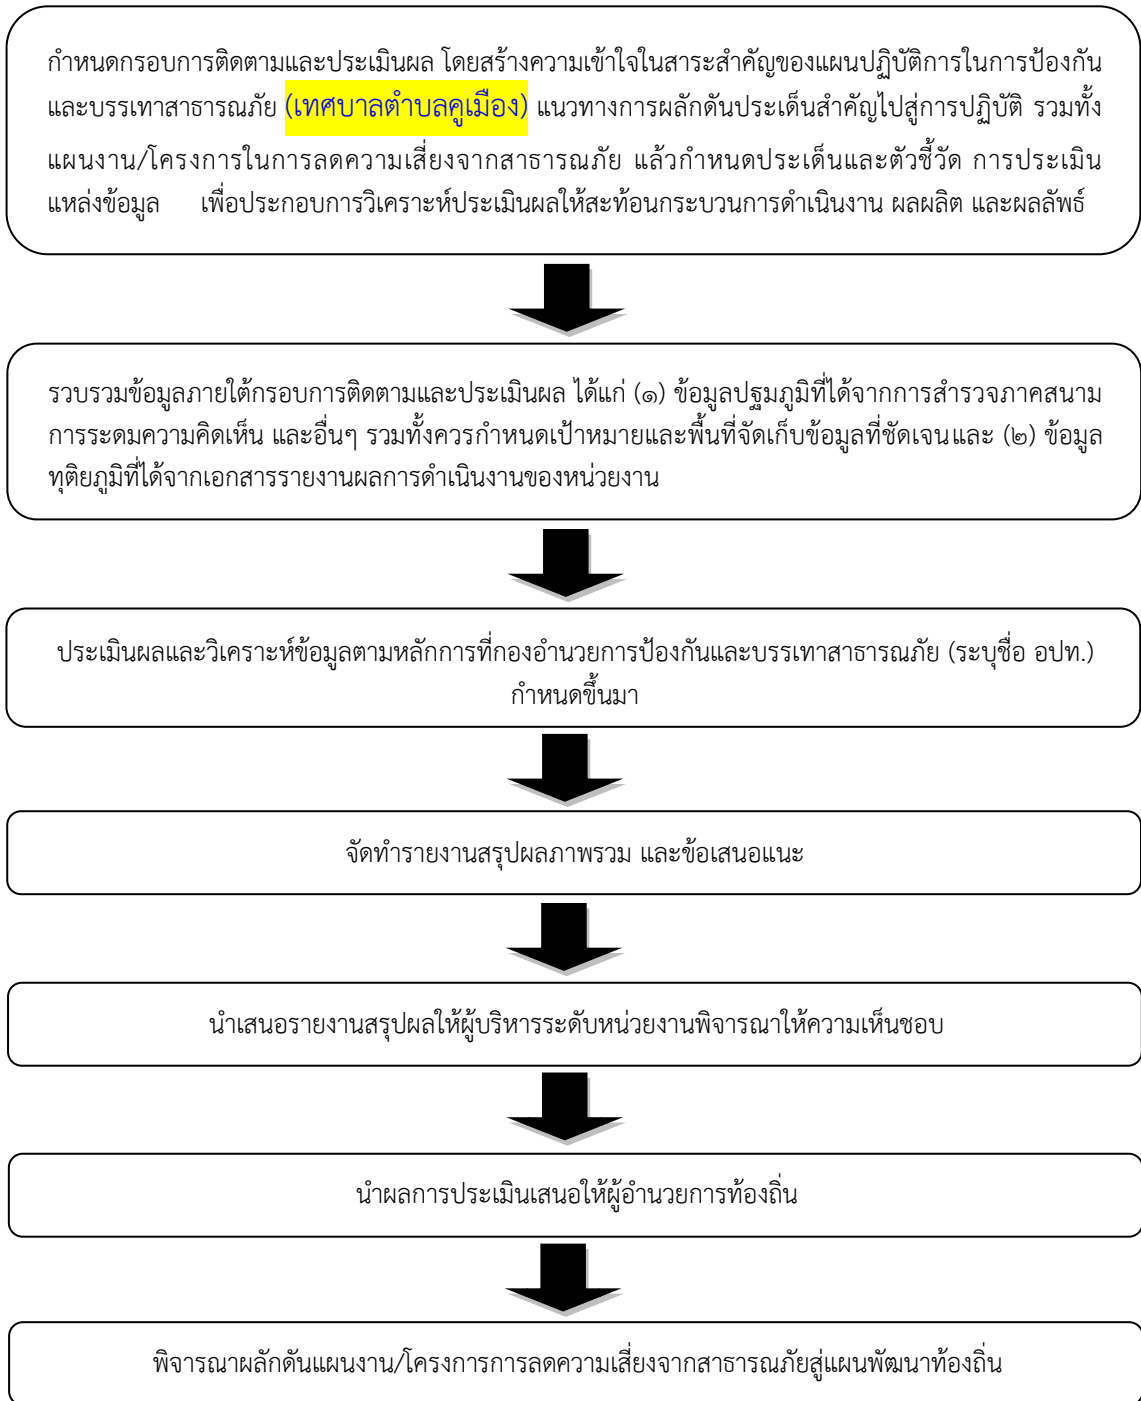 กำหนดกรอบการติดตามและประเมินผล โดยสร้างความเข้าใจในสาระสำคัญของแผนปฏิบัติการในการป้องกัน
และบรรเทาสาธารณภัย (เทศบาลตำบลคูเมือง) แนวทางการผลักดันประเด็นสำคัญไปสู่การปฏิบัติ รวมทั้ง
แผนงาน/โครงการในการลดความเสี่ยงจากสาธารณภัย แล้วกำหนดประเด็นและตัวชี้วัด การประเมิน
แหล่งข้อมูล เพื่อประกอบการวิเคราะห์ประเมินผลให้สะท้อนกระบวนการดำเนินงาน ผลผลิต และผลลัพธ์
รวบรวมข้อมูลภายใต้กรอบการติดตามและประเมินผล ได้แก่ (๑) ข้อมูลปฐมภูมิที่ได้จากการสำรวจภาคสนาม
การระดมความคิดเห็น และอื่นๆ รวมทั้งควรกำหนดเป้าหมายและพื้นที่จัดเก็บข้อมูลที่ชัดเจนและ (๒) ข้อมูล
ทุติยภูมิที่ได้จากเอกสารรายงานผลการดำเนินงานของหน่วยงาน
ประเมินผลและวิเคราะห์ข้อมูลตามหลักการที่กองอำนวยการป้องกันและบรรเทาสาธารณภัย (ระบุชื่อ อปท.)
กำหนดขึ้นมา
จัดทำรายงานสรุปผลภาพรวม และข้อเสนอแนะ
นำเสนอรายงานสรุปผลให้ผู้บริหารระดับหน่วยงานพิจารณาให้ความเห็นชอบ
นำผลการประเมินเสนอให้ผู้อำนวยการท้องถิ่น
พิจารณาผลักดันแผนงาน/โครงการการลดความเสี่ยงจากสาธารณภัยสู่แผนพัฒนาท้องถิ่น